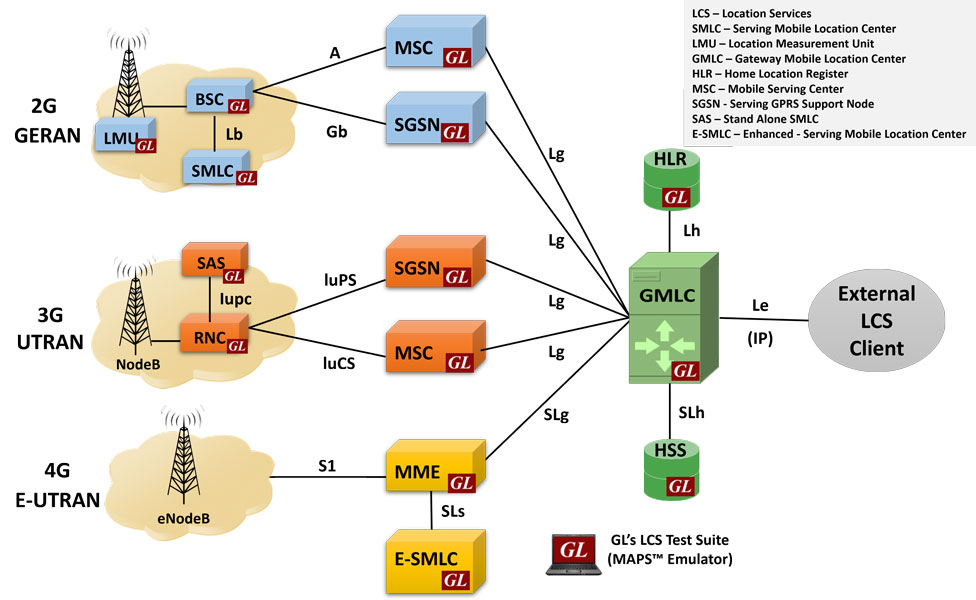 LCS – Location Services
SMLC – Serving Mobile Location Center
LMU – Location Measurement Unit
GMLC – Gateway Mobile Location Center
HLR – Home Location Register
MSC – Mobile Serving Center
SGSN - Serving GPRS Support Node
SAS – Stand Alone SMLC
E-SMLC – Enhanced - Serving Mobile Location Center
2G
GERAN
LMU
GL
BSC
GL
Lb
SMLC
GL
A
Gb
MSC
GL
SGSN
GL
Lg
Lg
3G
UTRAN
NodeB
SAS
GL
Iupc
RNC
GL
IuPS
IuCS
SGSN
GL
MSC
GL
Lg
Lg
4G
E-UTRAN
eNodeB
S1
MME
GL
SLs
E-SMLC
GL
SLg
HLR
GL
Lh
GMLC
GL
SLh
HSS
GL
Le
(IP)
External
LCS
Client
GL
GL's LCS Test Suite
(MAPS™ Emulator)